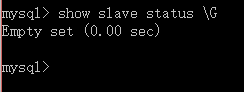 mysql> show slave status \G
Empty set (0.00 sec)
mysql>